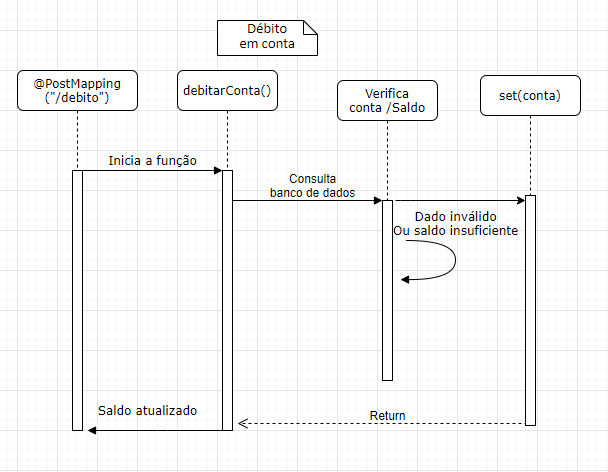 Débito
em conta
@PostMapping
("/debito")
debitarConta()
Verifica
conta /Saldo
set(conta)
Inicia a função
Consulta
banco de dados
Dado inválido
Ou saldo insuficiente
Saldo atualizado
Return